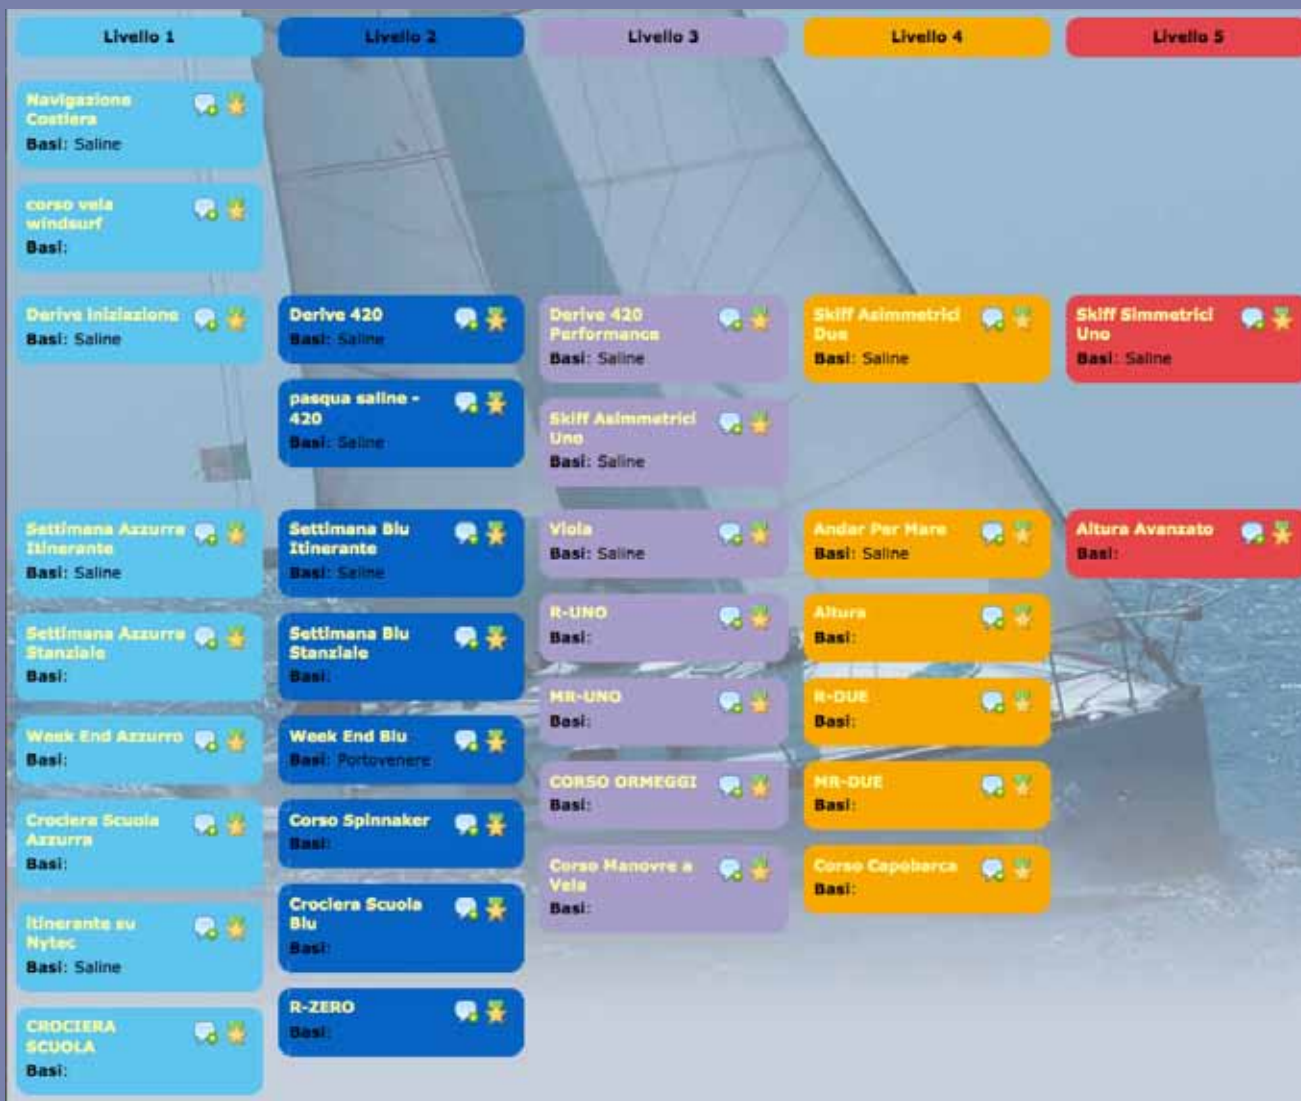 Livello 1
Livello 2
Livello 3
Livello 4
Livello 5
Navigazione
Costiera
Basi: Saline
corso vela
windsurf
Basi:
Derive Iniziazione
Basi: Saline
Derive 420
Basi: Saline
Derive 420
Performance
Basi: Saline
Skiff Asimmetrici
Due
Basi: Saline
Skiff Simmetrici
Uno
Basi: Saline
pasqua saline -
420
Basi: Saline
Skiff Asimmetrici
Uno
Basi: Saline
Settimana Azzurra
Itinerante
Basi: Saline
Settimana Blu
Itinerante
Basi: Saline
Viola
Basi: Saline
Andar Per Mare
Basi: Saline
Altura Avanzato
Basi:
Settimana Azzurra
Stanziale
Basi:
Settimana Blu
Stanziale
Basi:
R-UNO
Basi:
Altura
Basi:
Week End Azzurro
Basi:
Week End Blu
Basi: Portovenere
MR-UNO
Basi:
R-DUE
Basi:
Crociera Scuola
Azzurra
Basi:
Corso Spinnaker
Basi:
CORSO ORMEGGI
Basi:
MR-DUE
Basi:
itinerante su
Nytec
Basi: Saline
Crociera Scuola
Blu
Basi:
Corso Manovre a
Vela
Basi:
Corso Capobarca
Basi:
CROCIERA
SCUOLA
Basi:
R-ZERO
Basi: